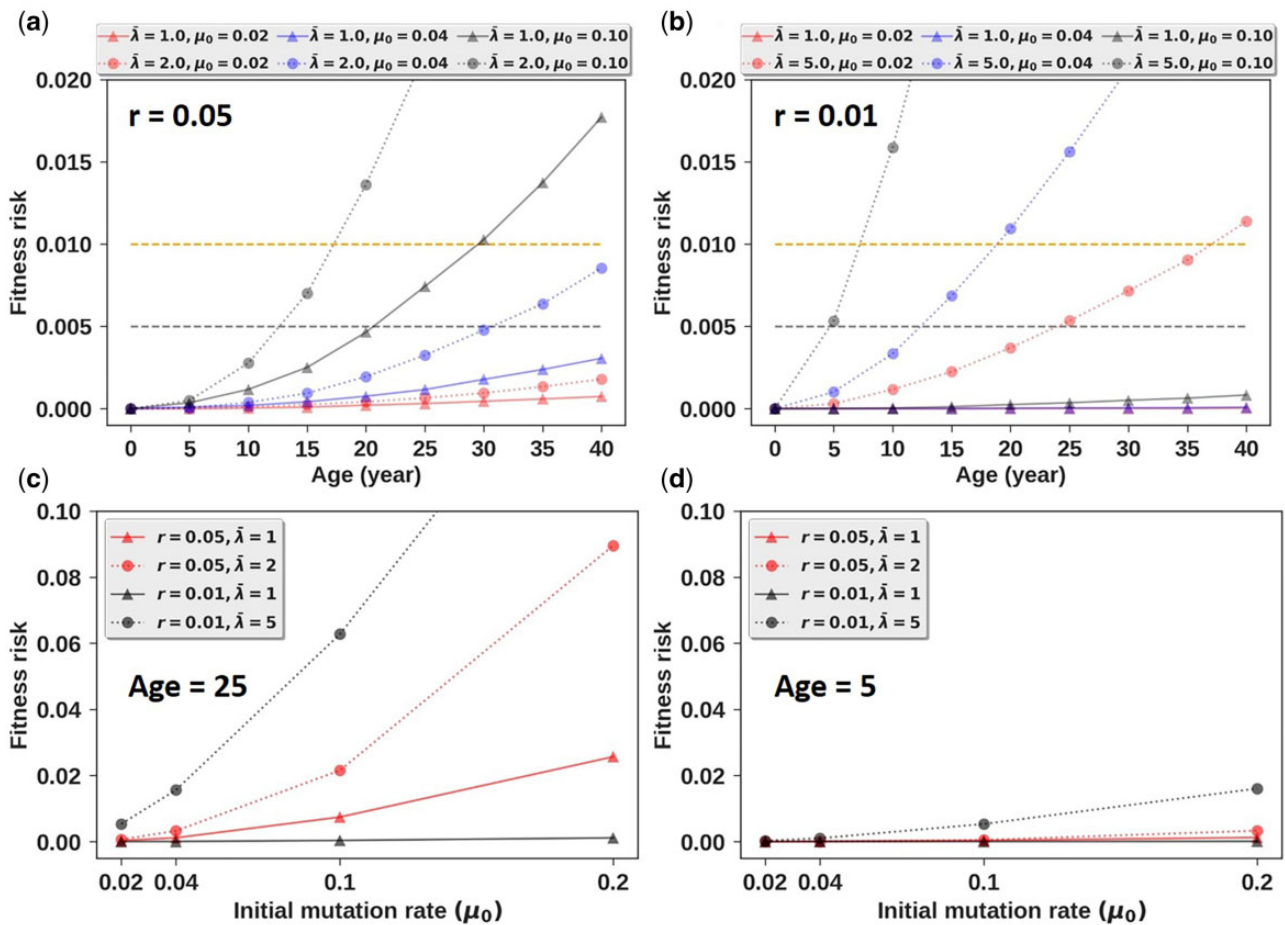 (a)
λ̄ = 1.0, μ₀ = 0.02 λ̄ = 1.0, μ₀ = 0.04 λ̄ = 1.0, μ₀ = 0.10
λ̄ = 2.0, μ₀ = 0.02 λ̄ = 2.0, μ₀ = 0.04 λ̄ = 2.0, μ₀ = 0.10
r = 0.05
Fitness risk
0.020
0.015
0.010
0.005
0.000
0 5 10 15 20 25 30 35 40
Age (year)
(b)
λ̄ = 1.0, μ₀ = 0.02 λ̄ = 1.0, μ₀ = 0.04 λ̄ = 1.0, μ₀ = 0.10
λ̄ = 5.0, μ₀ = 0.02 λ̄ = 5.0, μ₀ = 0.04 λ̄ = 5.0, μ₀ = 0.10
r = 0.01
Fitness risk
0.020
0.015
0.010
0.005
0.000
0 5 10 15 20 25 30 35 40
Age (year)
(c)
r = 0.05, λ̄ = 1
r = 0.05, λ̄ = 2
r = 0.01, λ̄ = 1
r = 0.01, λ̄ = 5
Age = 25
Fitness risk
0.10
0.08
0.06
0.04
0.02
0.00
0.02 0.04 0.1 0.2
Initial mutation rate (μ₀)
(d)
r = 0.05, λ̄ = 1
r = 0.05, λ̄ = 2
r = 0.01, λ̄ = 1
r = 0.01, λ̄ = 5
Age = 5
Fitness risk
0.10
0.08
0.06
0.04
0.02
0.00
0.02 0.04 0.1 0.2
Initial mutation rate (μ₀)